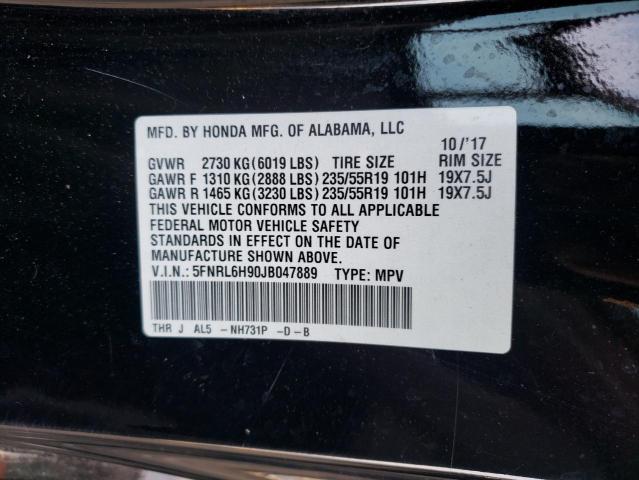 MFD. BY HONDA MFG. OF ALABAMA, LLC
10/'17
GVWR 2730 KG (6019 LBS) TIRE SIZE RIM SIZE
GAWR F 1310 KG (2888 LBS) 235/55R19 101H 19X7.5J
GAWR R 1465 KG (3230 LBS) 235/55R19 101H 19X7.5J
THIS VEHICLE CONFORMS TO ALL APPLICABLE
FEDERAL MOTOR VEHICLE SAFETY
STANDARDS IN EFFECT ON THE DATE OF
MANUFACTURE SHOWN ABOVE.
V.I.N.: 5FNRL6H90JB047889 TYPE: MPV
THR J AL5 -NH731P -D-B